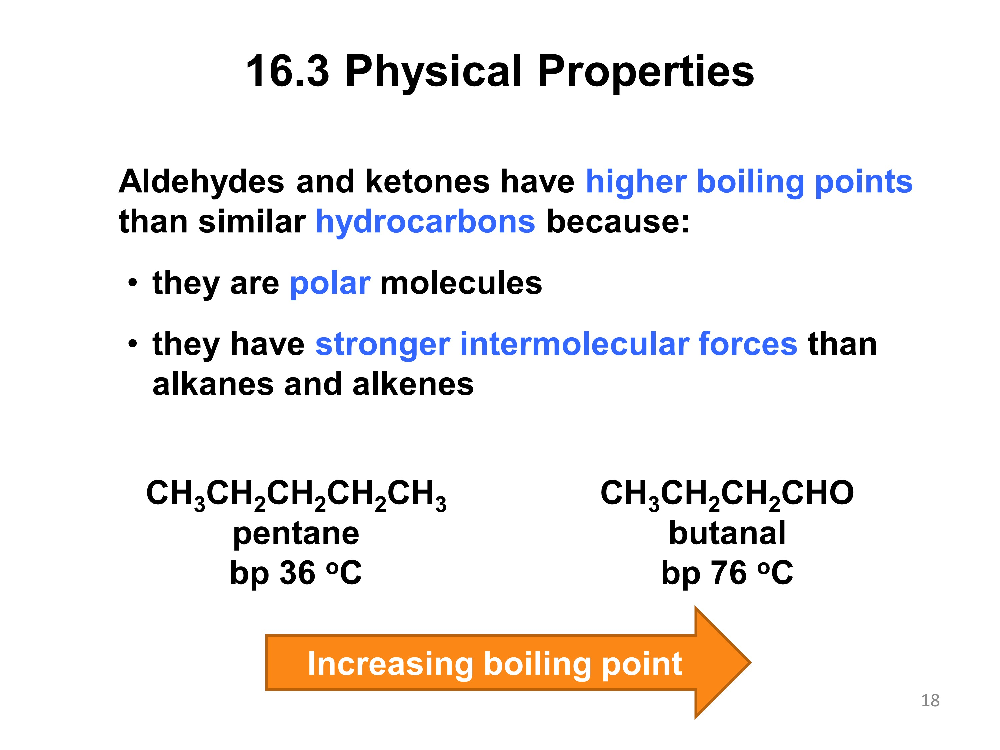 16.3 Physical Properties
Aldehydes and ketones have higher boiling points
than similar hydrocarbons because:
• they are polar molecules
• they have stronger intermolecular forces than
alkanes and alkenes
CH₃CH₂CH₂CH₂CH₃
pentane
bp 36 ᵒC
CH₃CH₂CH₂CHO
butanal
bp 76 ᵒC
Increasing boiling point
18